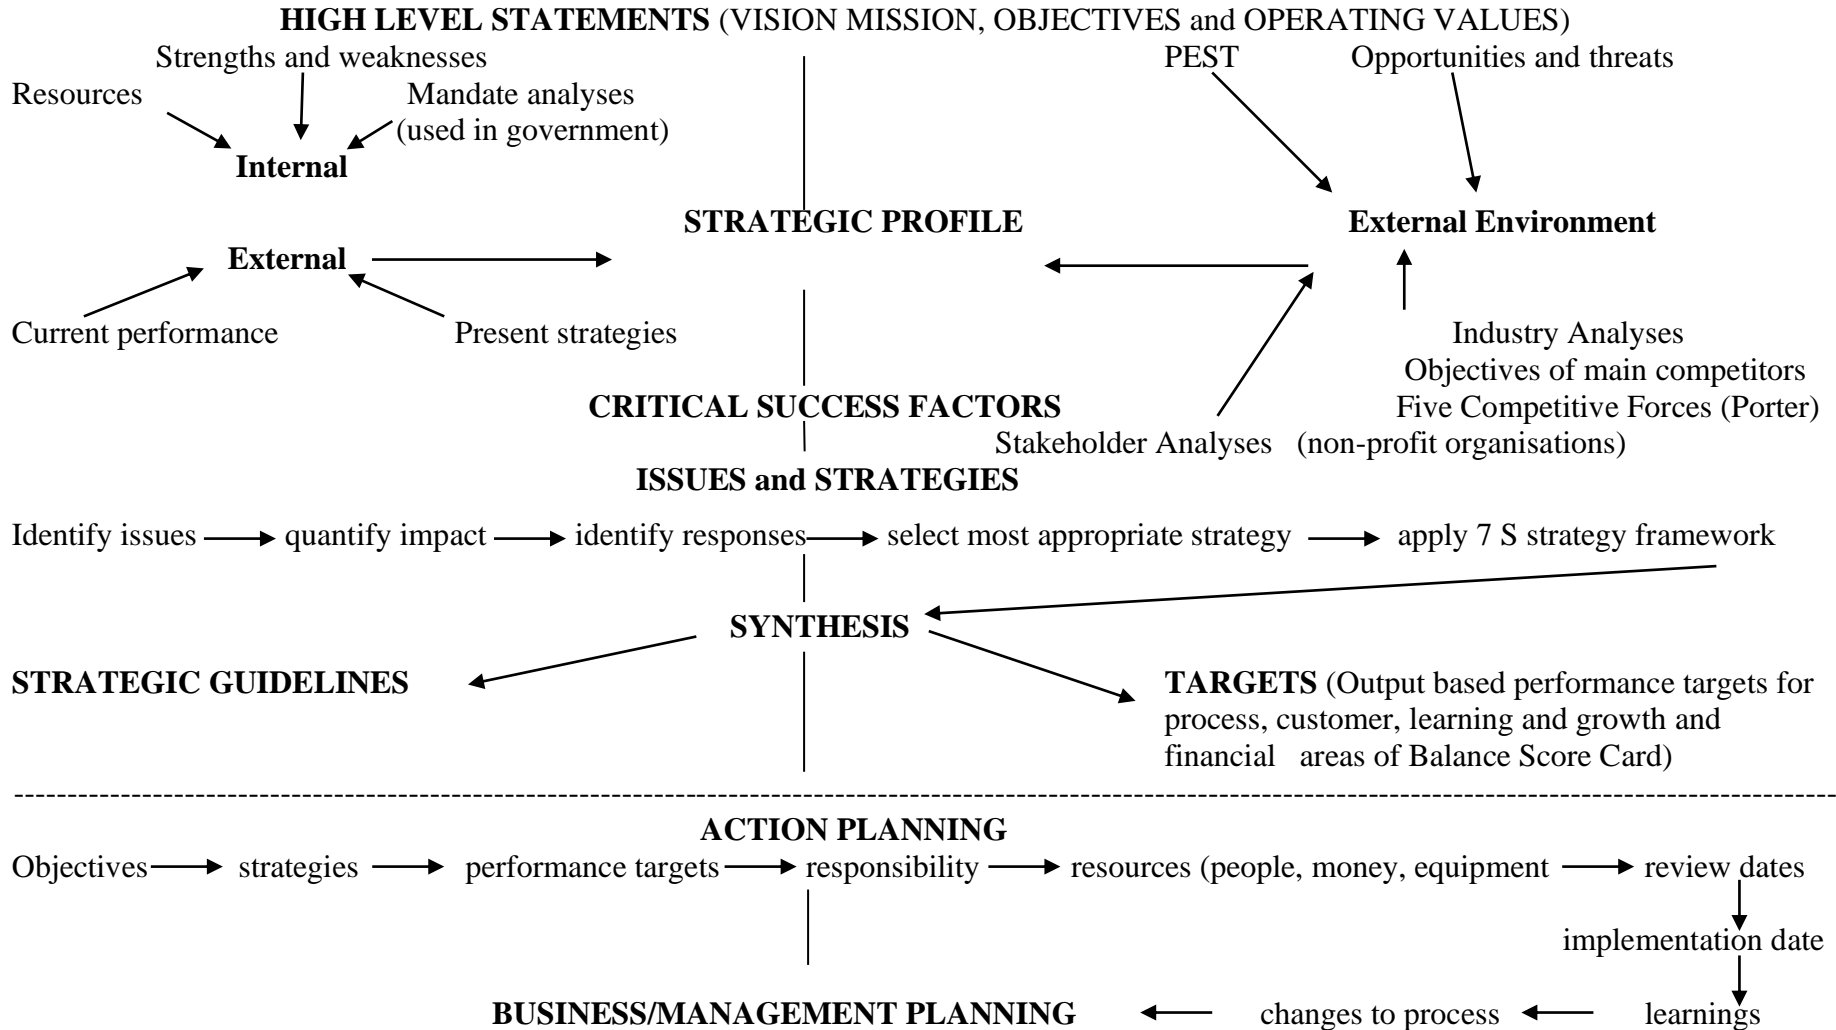 HIGH LEVEL STATEMENTS (VISION MISSION, OBJECTIVES and OPERATING VALUES)
Strengths and weaknesses
PEST
Opportunities and threats
Resources
Mandate analyses
(used in government)
Internal
STRATEGIC PROFILE
External Environment
External
Current performance
Present strategies
Industry Analyses
Objectives of main competitors
Five Competitive Forces (Porter)
CRITICAL SUCCESS FACTORS
Stakeholder Analyses (non-profit organisations)
ISSUES and STRATEGIES
Identify issues quantify impact identify responses select most appropriate strategy apply 7 S strategy framework
SYNTHESIS
STRATEGIC GUIDELINES
TARGETS (Output based performance targets for
process, customer, learning and growth and
financial areas of Balance Score Card)
ACTION PLANNING
Objectives strategies performance targets responsibility resources (people, money, equipment review dates
implementation date
BUSINESS/MANAGEMENT PLANNING changes to process learnings